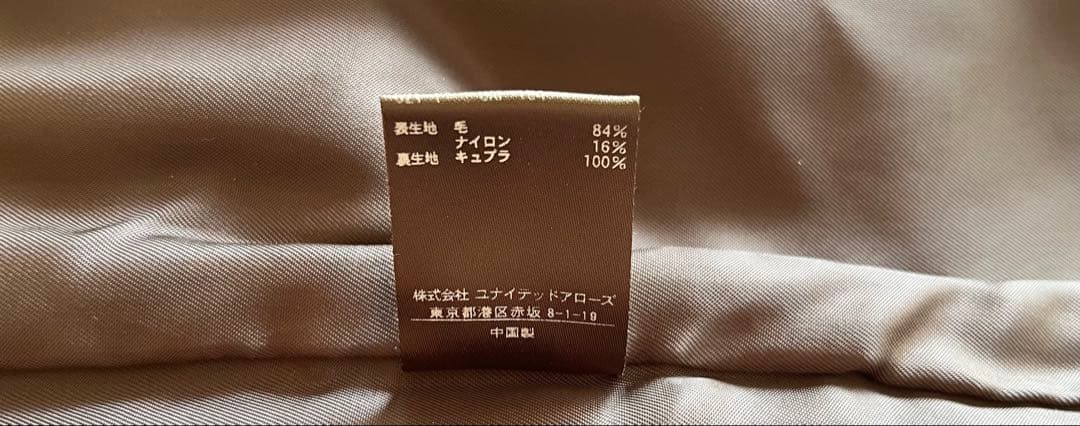 表生地 毛 84%
ナイロン 16%
裏生地 キュプラ 100%
株式会社 ユナイテッドアローズ
東京都港区赤坂 8-1-19
中国製